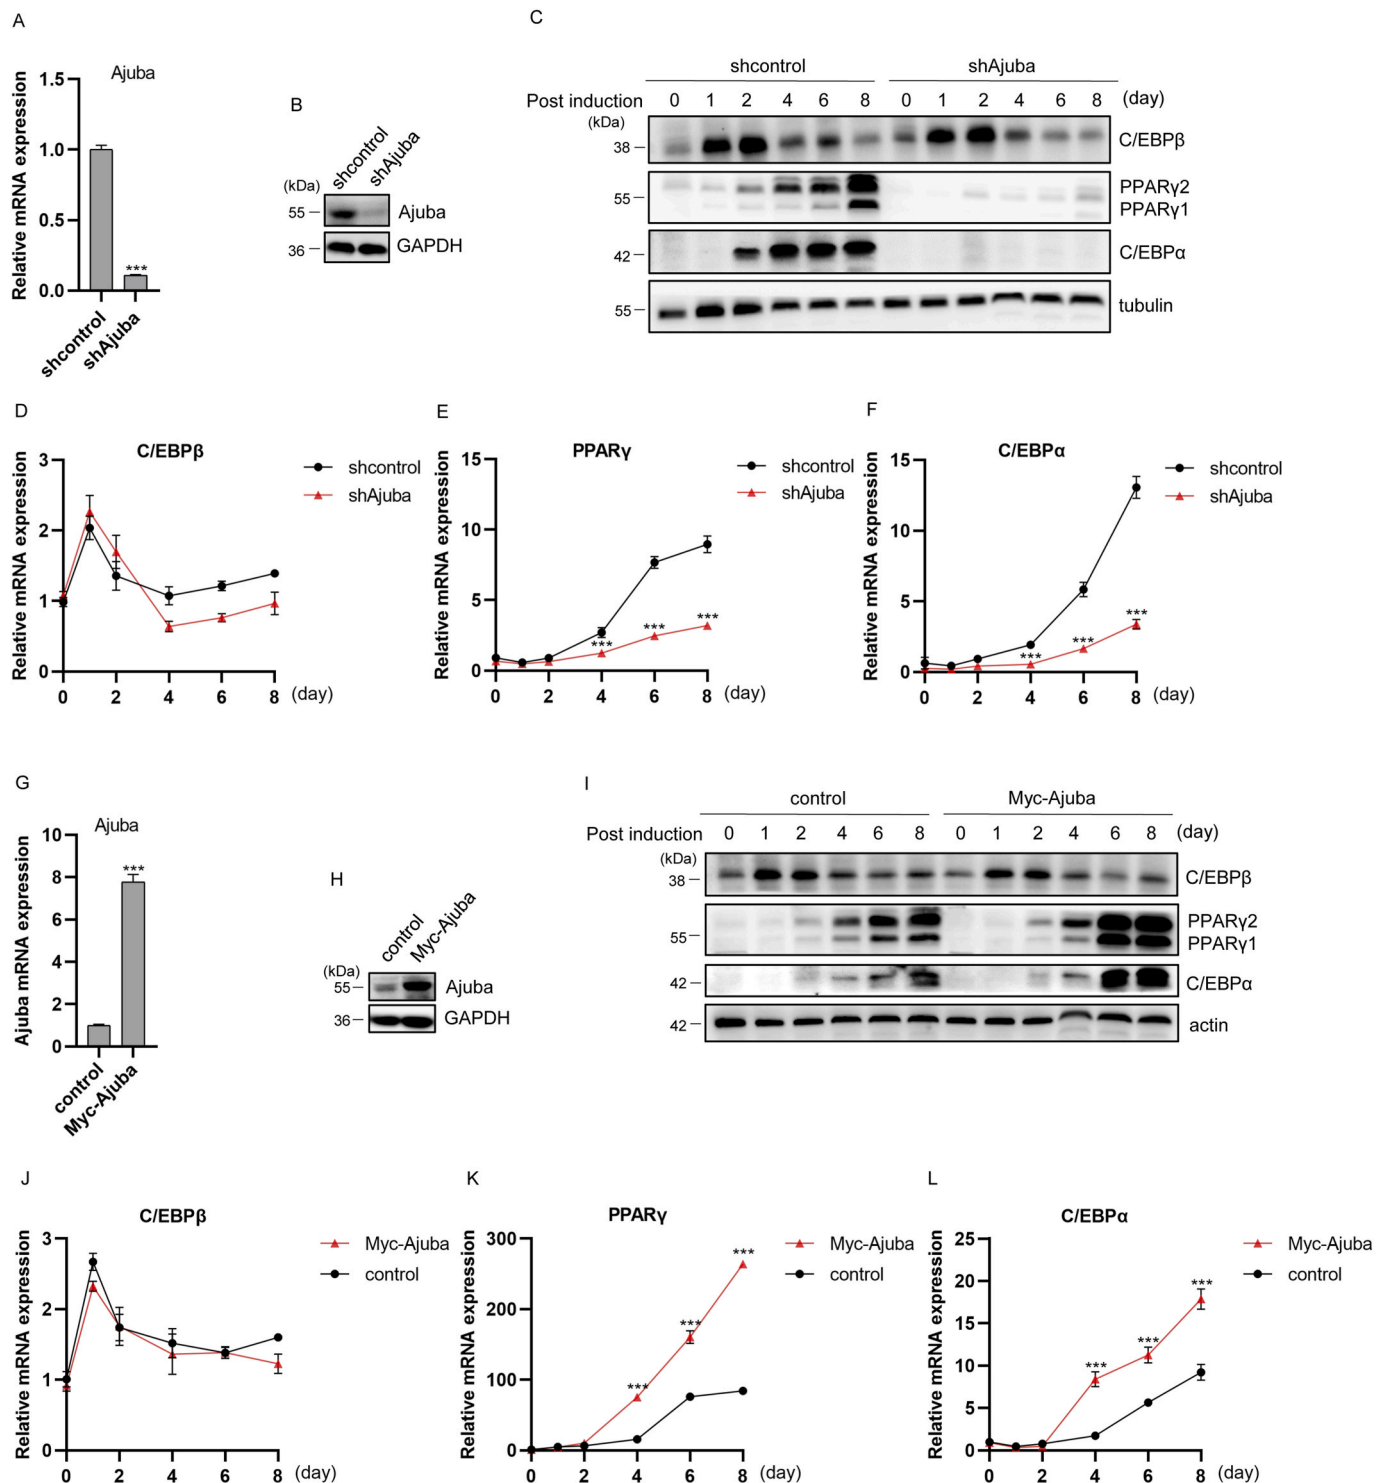 A
Ajuba
Relative mRNA expression
1.5
1.0
0.5
0.0
***
shcontrol
shAjuba
B
shcontrol
shAjuba
(kDa)
55
Ajuba
36
GAPDH
C
shcontrol
shAjuba
Post induction 0 1 2 4 6 8 0 1 2 4 6 8 (day)
(kDa)
38
C/EBPβ
PPARγ2
55
PPARγ1
42
C/EBPα
55
tubulin
D
C/EBPβ
Relative mRNA expression
3
2
1
0
0 2 4 6 8 (day)
shcontrol
shAjuba
E
PPARγ
Relative mRNA expression
15
10
5
0
*** *** ***
0 2 4 6 8 (day)
shcontrol
shAjuba
F
C/EBPα
Relative mRNA expression
15
10
5
0
*** *** ***
0 2 4 6 8 (day)
shcontrol
shAjuba
G
Ajuba
Ajuba mRNA expression
10
8
6
4
2
0
***
control
Myc-Ajuba
H
control
Myc-Ajuba
(kDa)
55
Ajuba
36
GAPDH
I
control
Myc-Ajuba
Post induction 0 1 2 4 6 8 0 1 2 4 6 8 (day)
(kDa)
38
C/EBPβ
PPARγ2
55
PPARγ1
42
C/EBPα
42
actin
J
C/EBPβ
Relative mRNA expression
3
2
1
0
0 2 4 6 8 (day)
Myc-Ajuba
control
K
PPARγ
Relative mRNA expression
300
200
100
0
*** *** ***
0 2 4 6 8 (day)
Myc-Ajuba
control
L
C/EBPα
Relative mRNA expression
25
20
15
10
5
0
*** *** ***
0 2 4 6 8 (day)
Myc-Ajuba
control